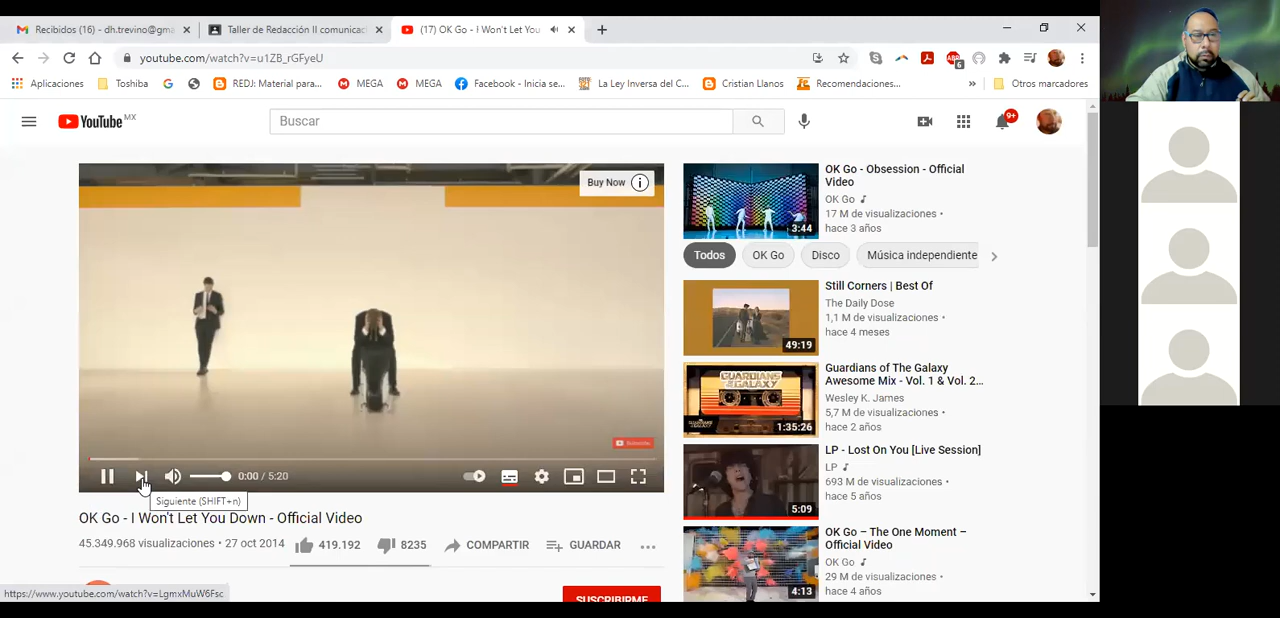 Recibidos (16) - dh.trevino@gma
Taller de Redacción II comunicac
(17) OK Go - I Won't Let You
youtube.com/watch?v=u1ZB_rGFyeU
Aplicaciones
Toshiba
REDJ: Material para...
MEGA
MEGA
Facebook - Inicia se...
La Ley Inversa del C...
Cristian Llanos
Recomendaciones...
Otros marcadores
YouTube MX
Buscar
9+
Buy Now
0:00 / 5:20
Siguiente (SHIFT+n)
OK Go - I Won't Let You Down - Official Video
45.349.968 visualizaciones · 27 oct 2014
419.192
8235
COMPARTIR
GUARDAR
SUSCRIBIRME
https://www.youtube.com/watch?v=LgmxMuW6Fsc
OK Go - Obsession - Official
Video
OK Go
17 M de visualizaciones •
hace 3 años
3:44
Todos
OK Go
Disco
Música independiente
Still Corners | Best Of
The Daily Dose
1,1 M de visualizaciones •
hace 4 meses
49:19
Guardians of The Galaxy
Awesome Mix - Vol. 1 & Vol. 2...
Wesley K. James
5,7 M de visualizaciones •
hace 2 años
1:35:26
LP - Lost On You [Live Session]
LP
693 M de visualizaciones •
hace 5 años
5:09
OK Go – The One Moment –
Official Video
OK Go
29 M de visualizaciones •
hace 4 años
4:13